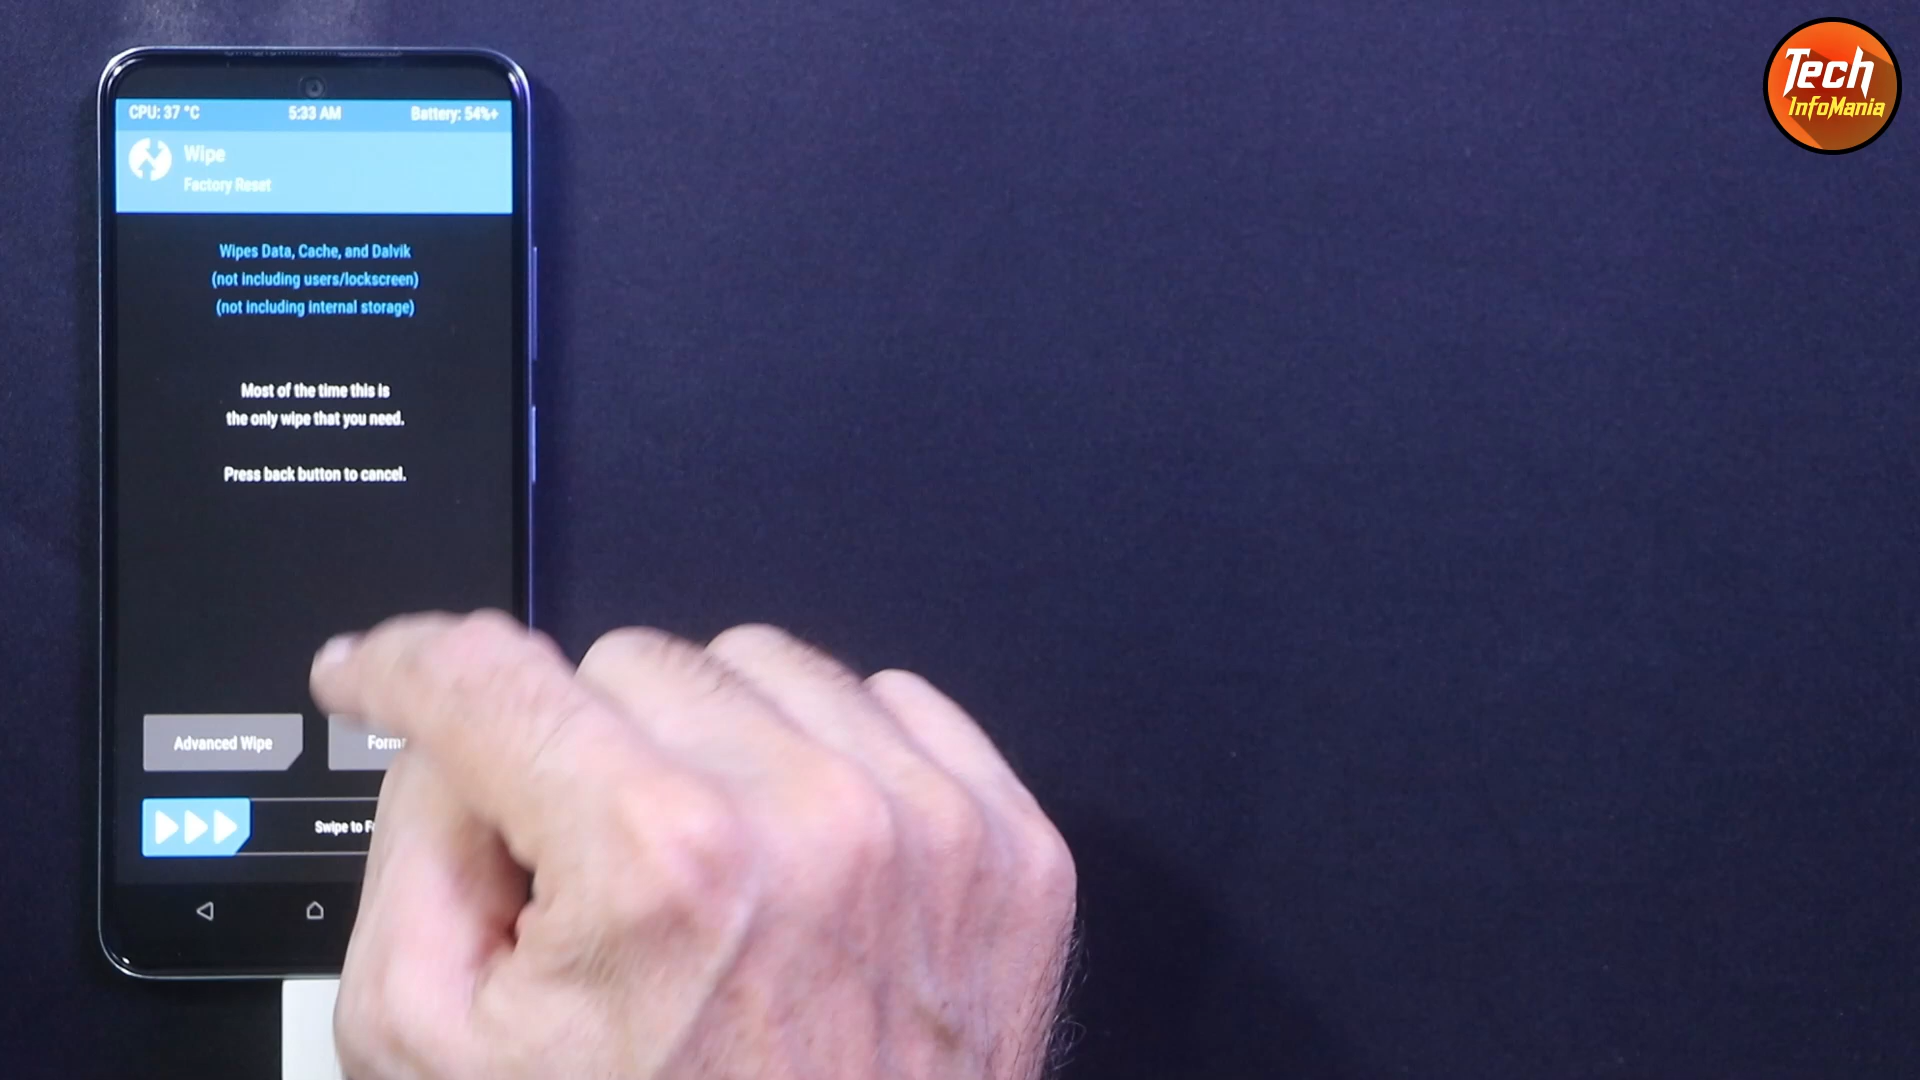 Tech
InfoMania
CPU: 37 °C 5:33 AM Battery: 54%+
Wipe
Factory Reset
Wipes Data, Cache, and Dalvik
(not including users/lockscreen)
(not including internal storage)
Most of the time this is
the only wipe that you need.
Press back button to cancel.
Advanced Wipe
Swipe to